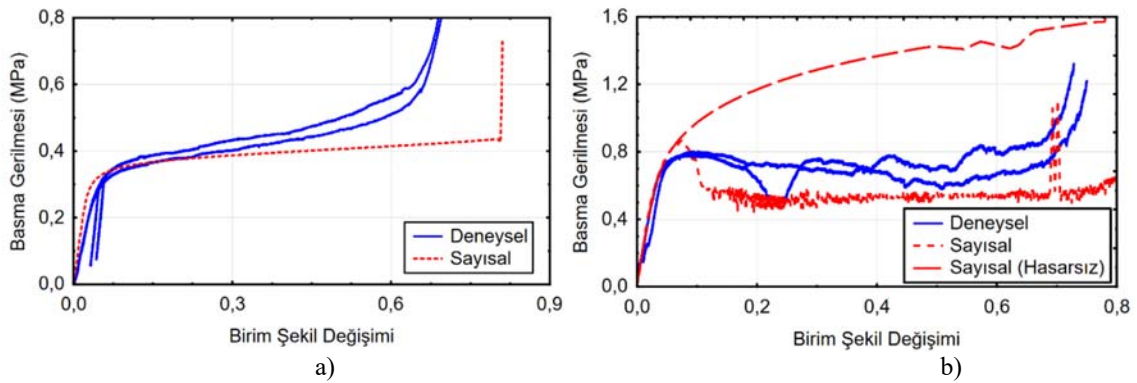 0,8
0,6
0,4
0,2
0,0
0,0
0,3
0,6
0,9
Basma Gerilmesi (MPa)
Birim Şekil Değişimi
Deneysel
Sayısal
a)
1,6
1,2
0,8
0,4
0,0
0,0
0,2
0,4
0,6
0,8
Basma Gerilmesi (MPa)
Birim Şekil Değişimi
Deneysel
Sayısal
Sayısal (Hasarsız)
b)